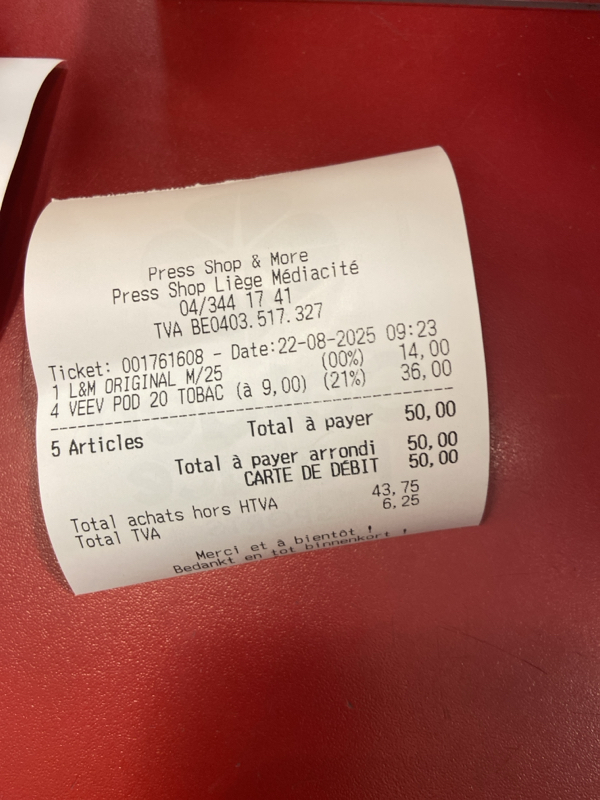 Press Shop & More
Press Shop Liège Médiacité
04/344 17 41
TVA BE0403.517.327
Ticket: 001761608 - Date:22-08-2025 09:23
1 L&M ORIGINAL M/25 (00%) 14,00
4 VEEV POD 20 TOBAC (à 9,00) (21%) 36,00
5 Articles Total à payer 50,00
Total à payer arrondi 50,00
CARTE DE DÉBIT 50,00
Total achats hors HTVA 43,75
Total TVA 6,25
Merci et à bientôt !
Bedankt en tot binnenkort !